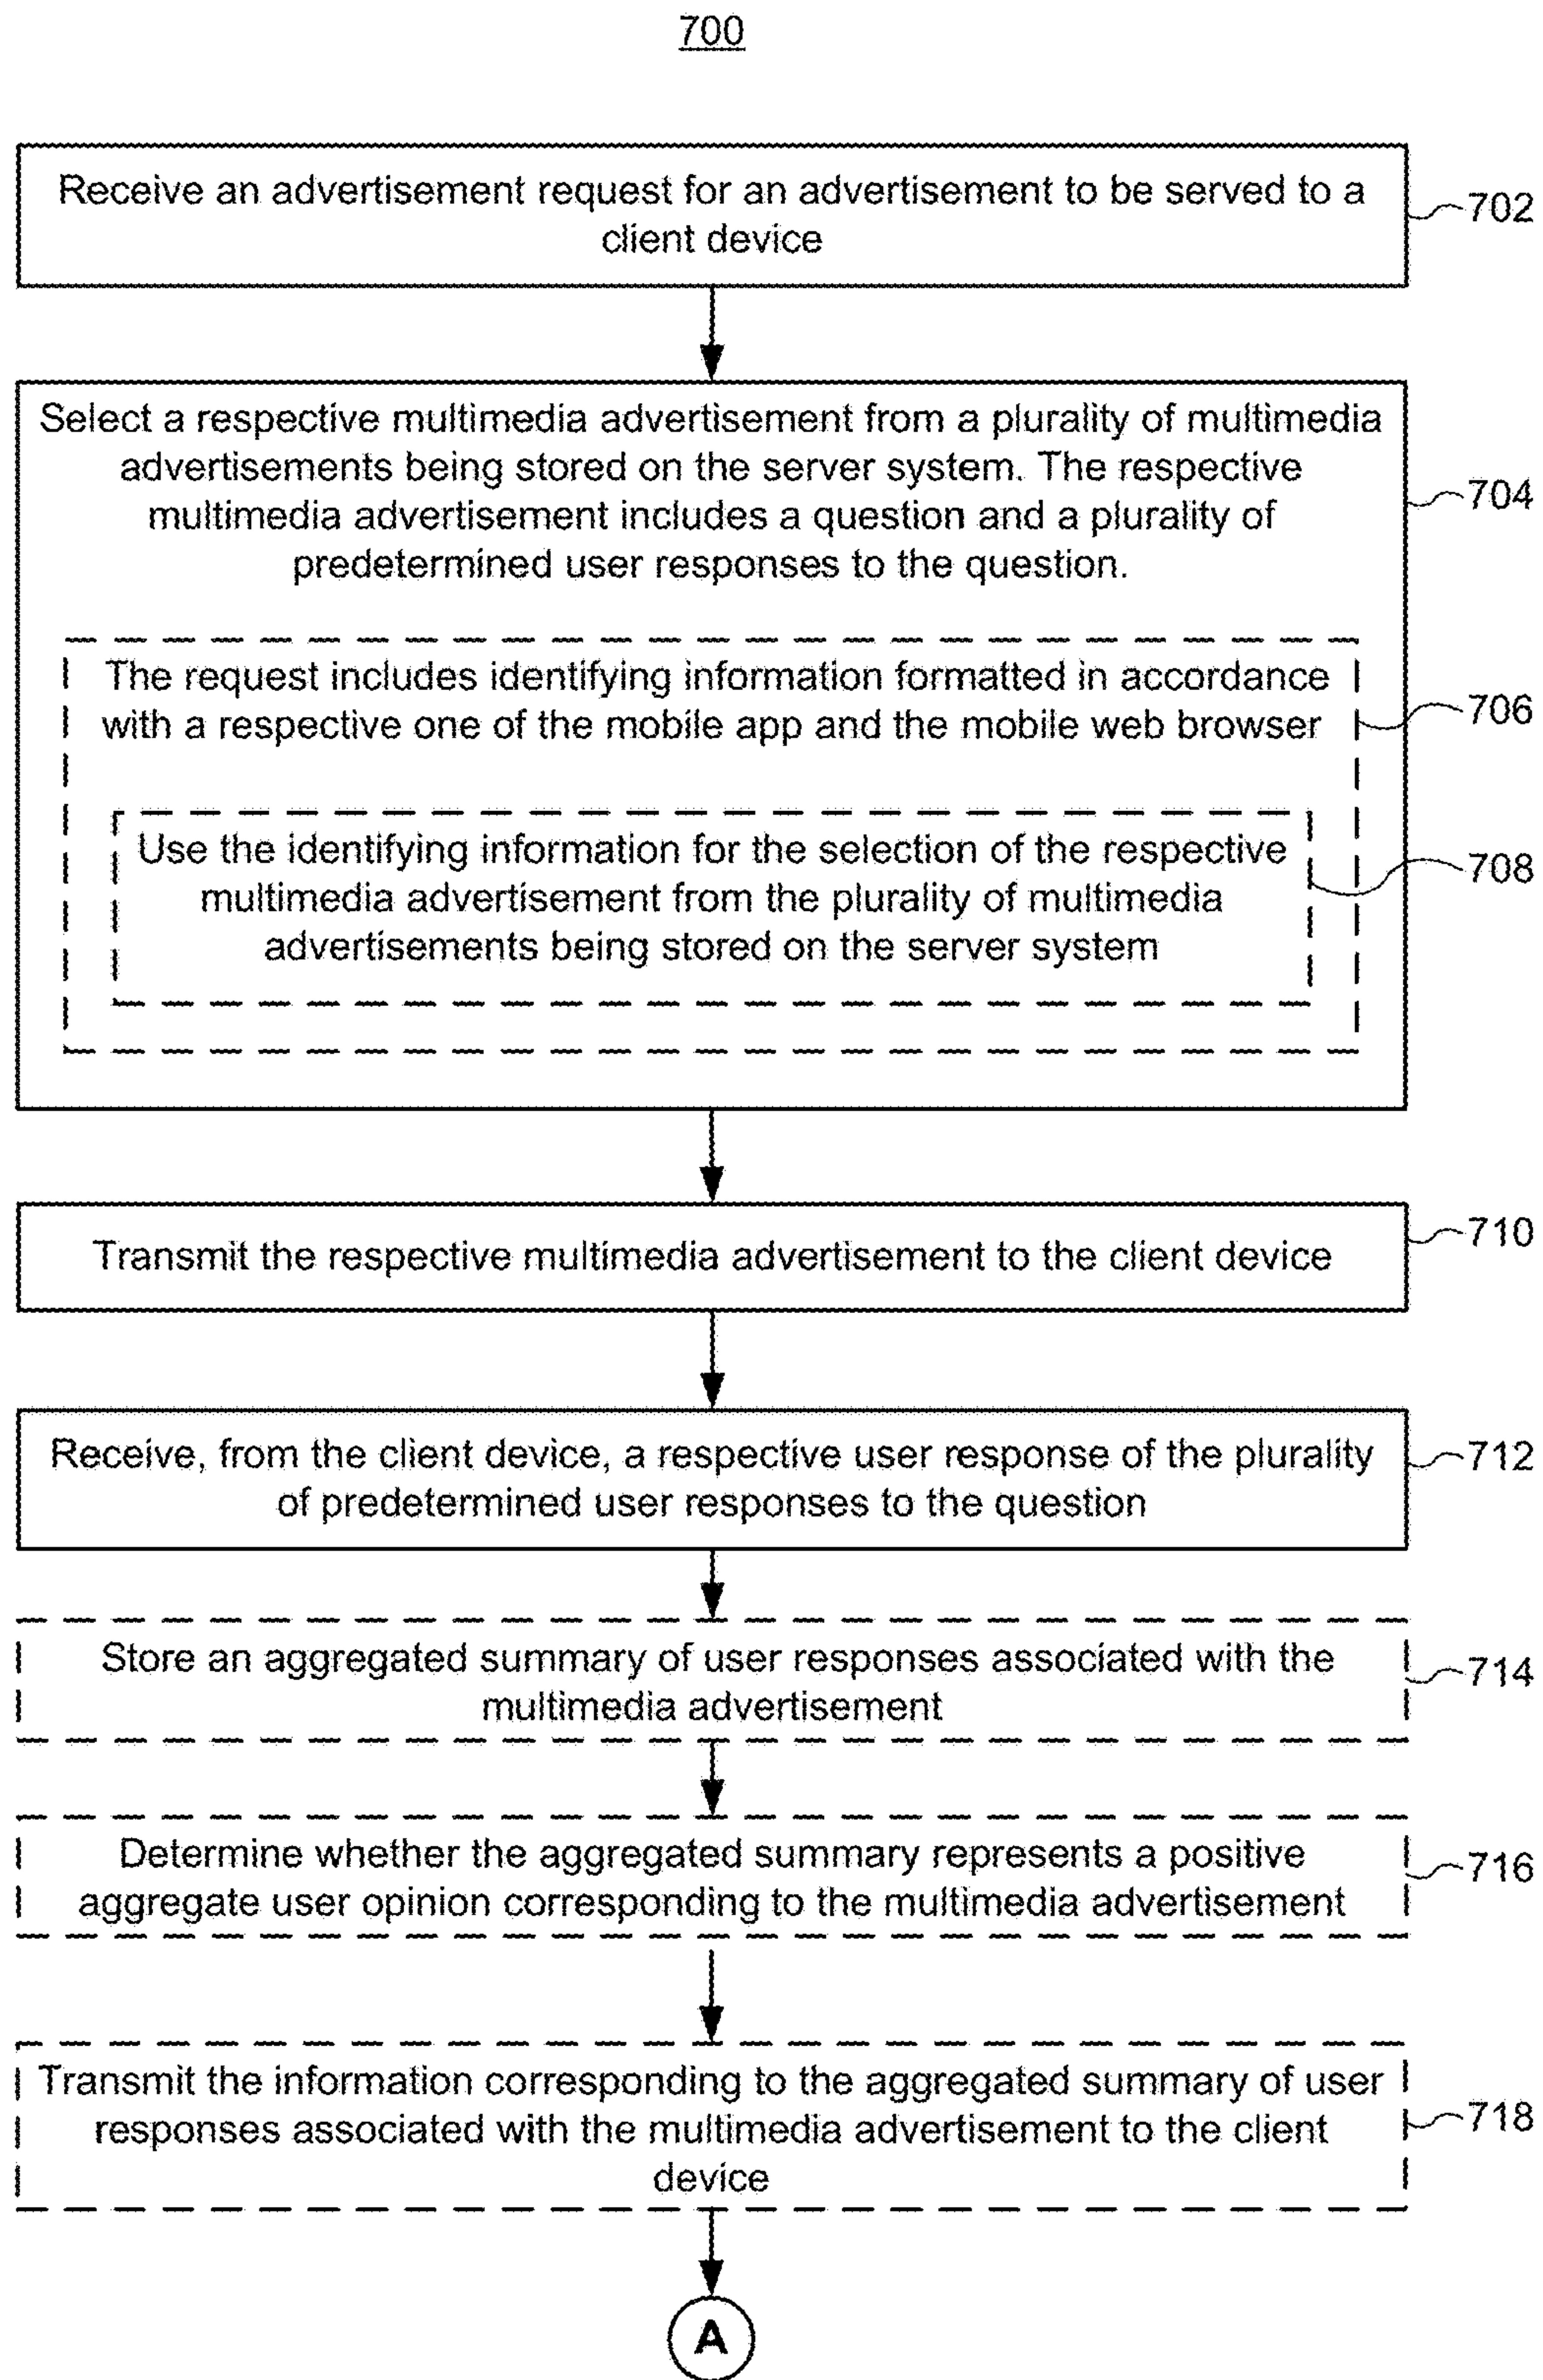 700
Receive an advertisement request for an advertisement to be served to a
client device
702
Select a respective multimedia advertisement from a plurality of multimedia
advertisements being stored on the server system. The respective
multimedia advertisement includes a question and a plurality of
predetermined user responses to the question.
704
The request includes identifying information formatted in accordance
with a respective one of the mobile app and the mobile web browser
706
Use the identifying information for the selection of the respective
multimedia advertisement from the plurality of multimedia
advertisements being stored on the server system
708
Transmit the respective multimedia advertisement to the client device
710
Receive, from the client device, a respective user response of the plurality
of predetermined user responses to the question
712
Store an aggregated summary of user responses associated with the
multimedia advertisement
714
Determine whether the aggregated summary represents a positive
aggregate user opinion corresponding to the multimedia advertisement
716
Transmit the information corresponding to the aggregated summary of user
responses associated with the multimedia advertisement to the client
device
718
A